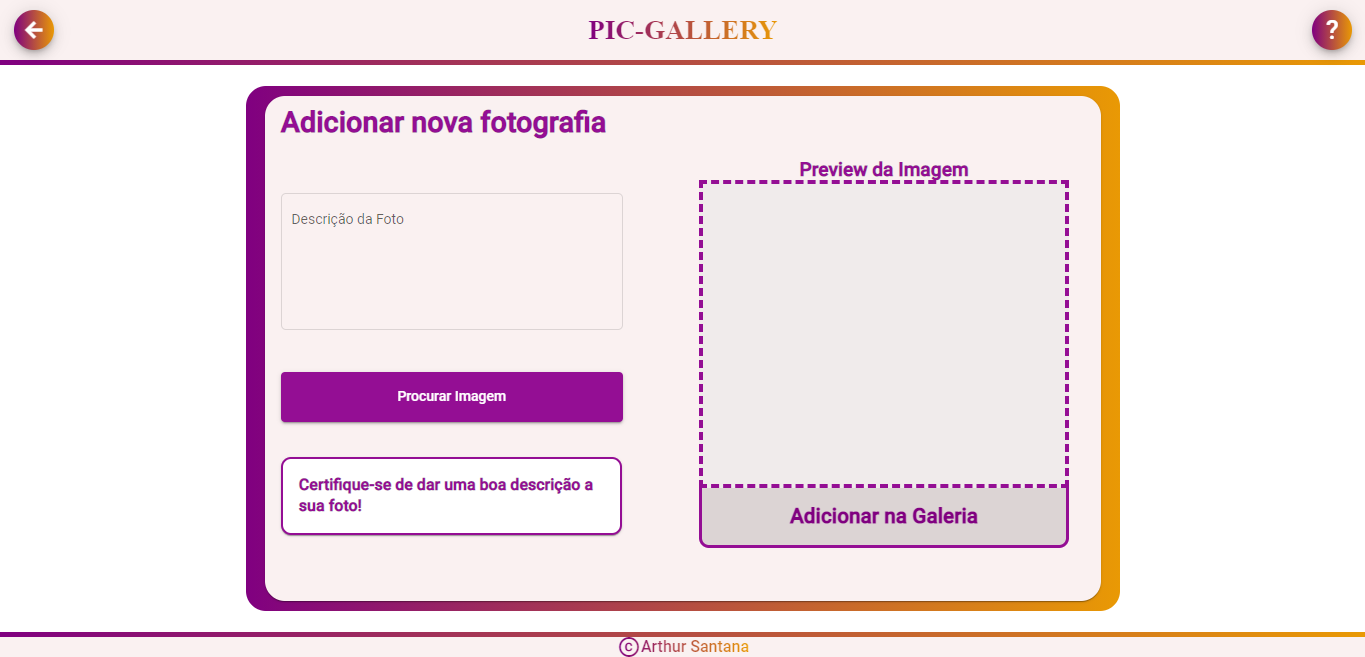 PIC-GALLERY
?
Adicionar nova fotografia
Descrição da Foto
Procurar Imagem
Certifique-se de dar uma boa descrição a
sua foto!
Preview da Imagem
Adicionar na Galeria
© Arthur Santana